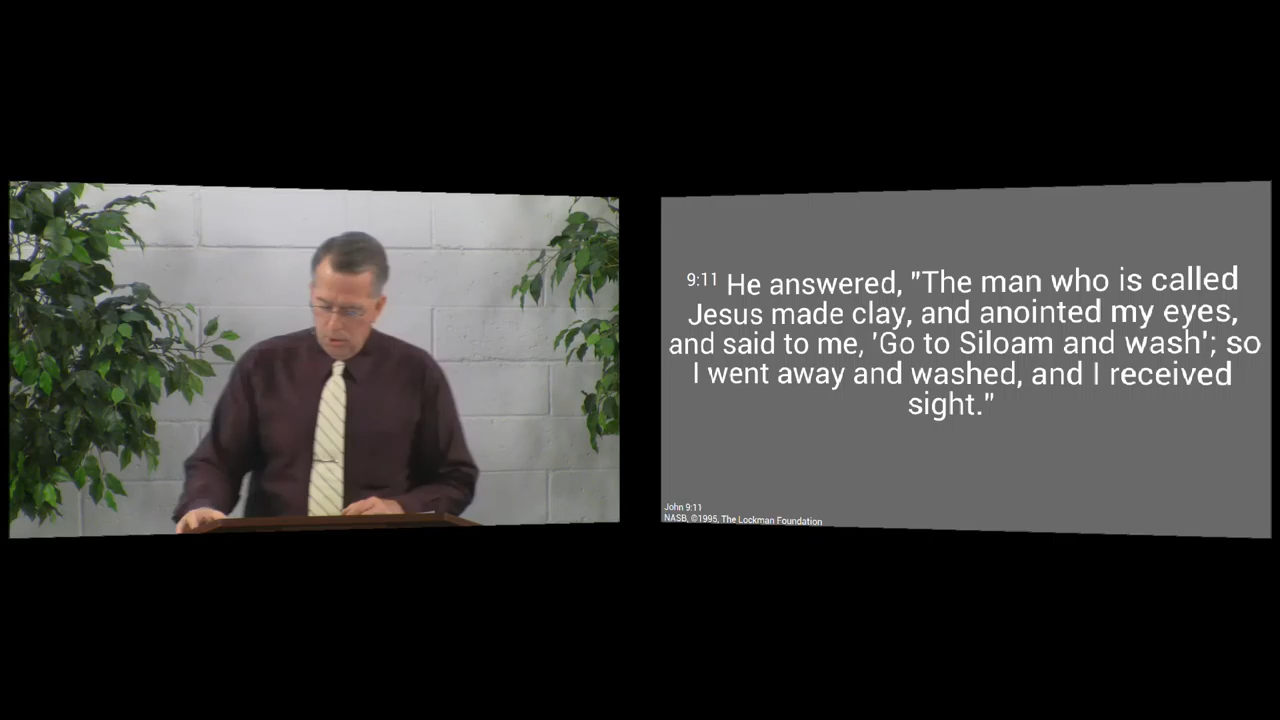 9:11 He answered, "The man who is called
Jesus made clay, and anointed my eyes,
and said to me, 'Go to Siloam and wash'; so
I went away and washed, and I received
sight."
John 9:11
NASB, ©1995, The Lockman Foundation